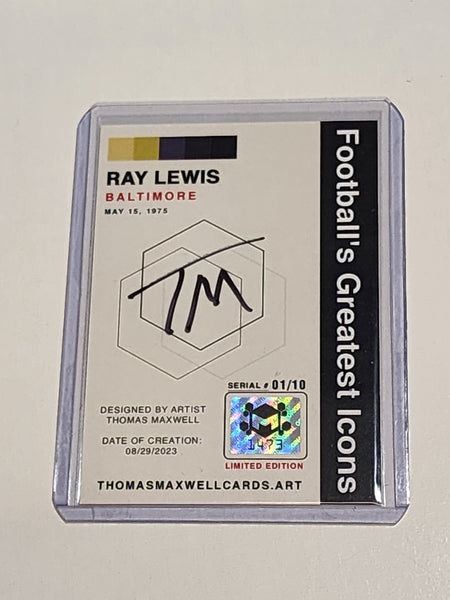 RAY LEWIS
BALTIMORE
MAY 15, 1975
TM
SERIAL # 01/10
1473
LIMITED EDITION
DESIGNED BY ARTIST
THOMAS MAXWELL
DATE OF CREATION:
08/29/2023
THOMASMAXWELLCARDS.ART
Football's Greatest Icons